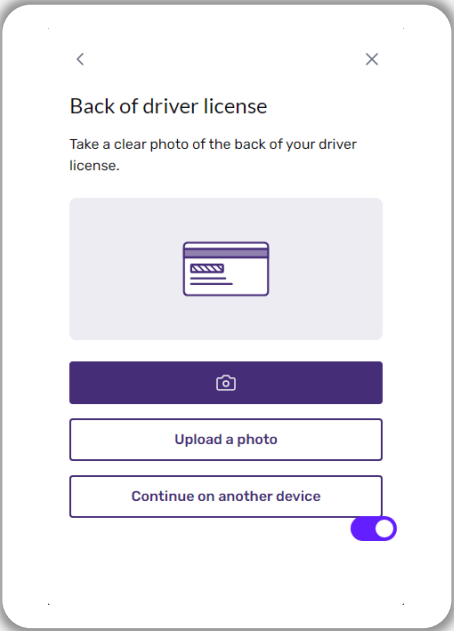 Back of driver license
Take a clear photo of the back of your driver
license.
Upload a photo
Continue on another device